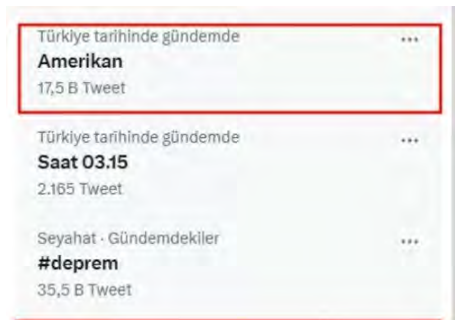 Türkiye tarihinde gündemde
Amerikan
17,5 B Tweet
Türkiye tarihinde gündemde
Saat 03.15
2.165 Tweet
Seyahat · Gündemdekiler
#deprem
35,5 B Tweet